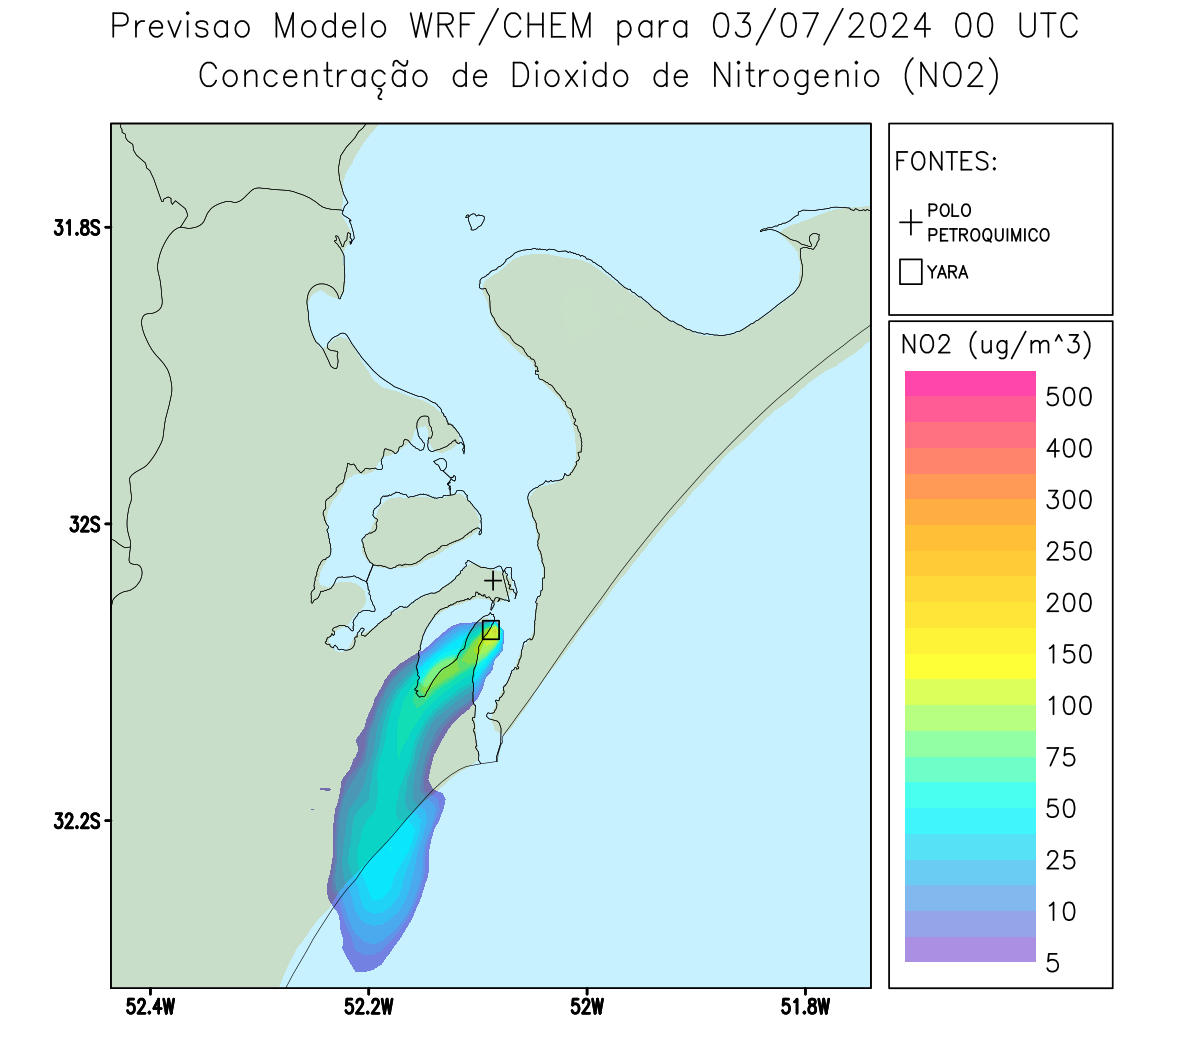 Previsao Modelo WRF/CHEM para 03/07/2024 00 UTC
Concentração de Dioxido de Nitrogenio (NO2)
FONTES:
POLO
PETROQUIMICO
YARA
NO2 (ug/m^3)
500
400
300
250
200
150
100
75
50
25
10
5
31.8S
32S
32.2S
52.4W
52.2W
52W
51.8W